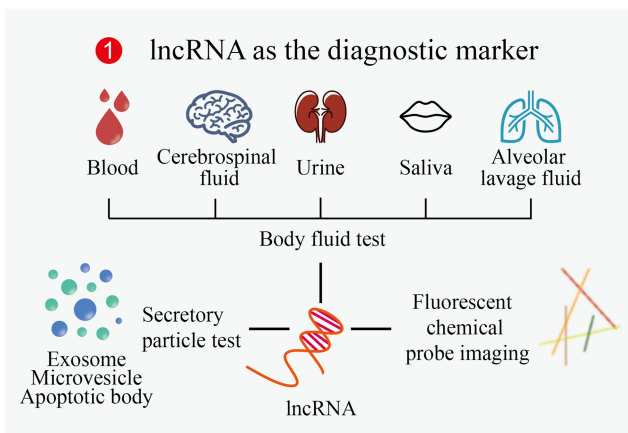 1 lncRNA as the diagnostic marker
Blood
Cerebrospinal
fluid
Urine
Saliva
Alveolar
lavage fluid
Body fluid test
Secretory
particle test
Fluorescent
chemical
probe imaging
Exosome
Microvesicle
Apoptotic body
lncRNA